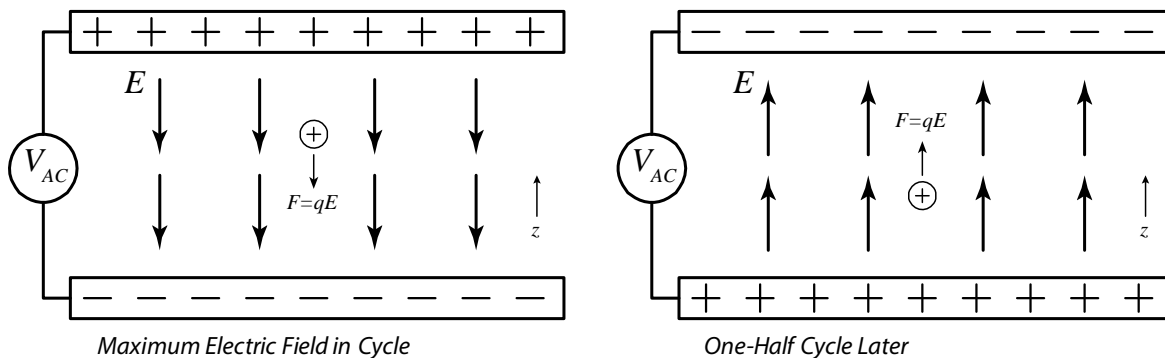 + + + + + + + + +
E
V_AC
F=qE
+
z
− − − − − − − − −
Maximum Electric Field in Cycle
− − − − − − − − −
E
F=qE
V_AC
+
z
+ + + + + + + + +
One-Half Cycle Later